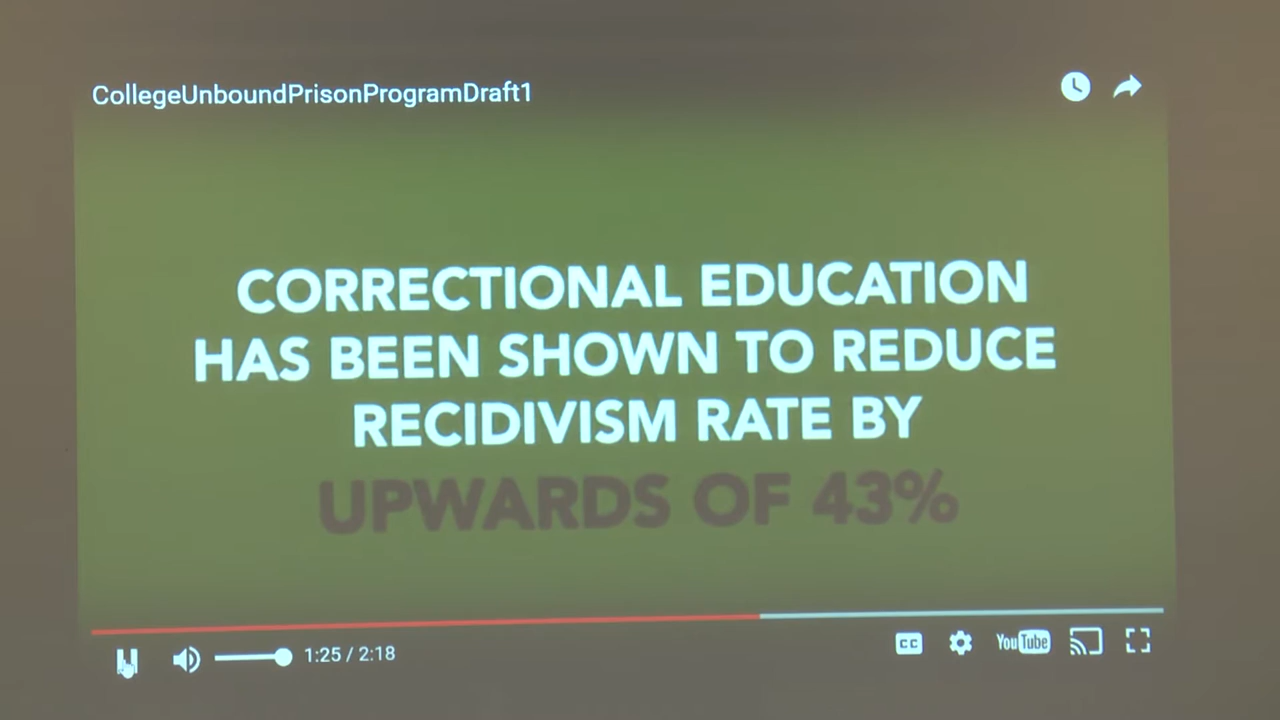 CollegeUnboundPrisonProgramDraft1
CORRECTIONAL EDUCATION
HAS BEEN SHOWN TO REDUCE
RECIDIVISM RATE BY
UPWARDS OF 43%
1:25 / 2:18
CC
YouTube